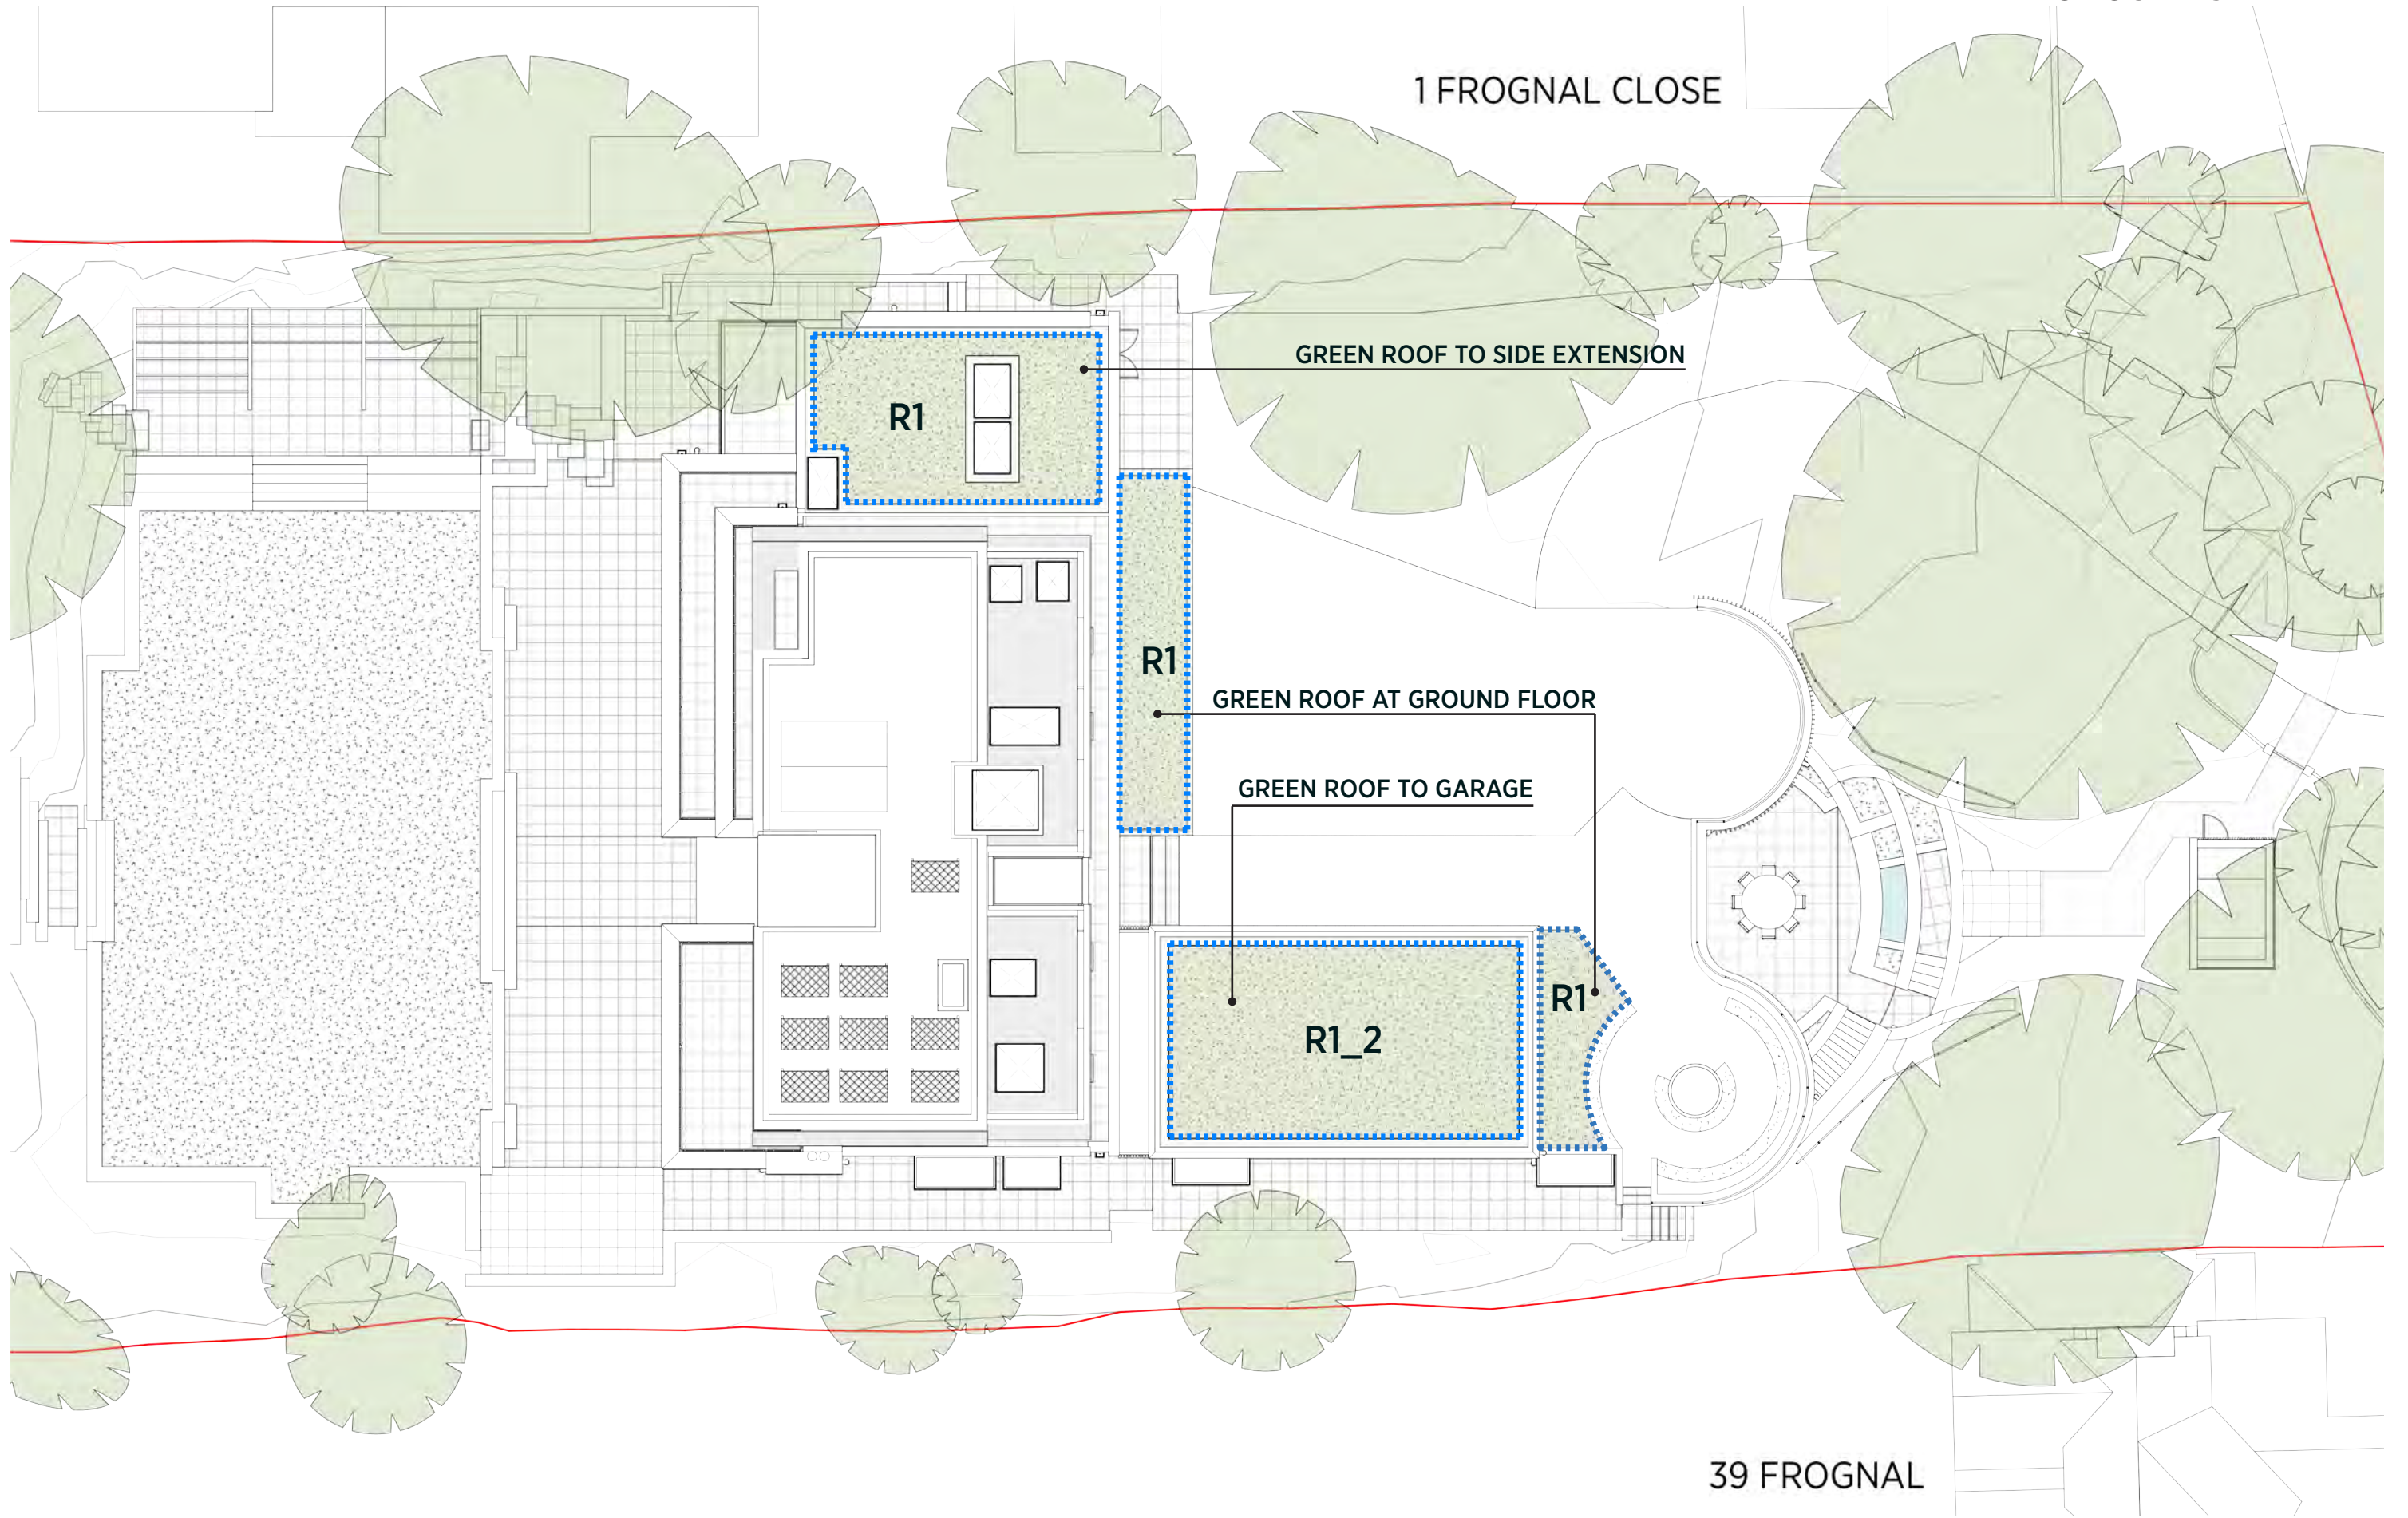 1 FROGNAL CLOSE
GREEN ROOF TO SIDE EXTENSION
R1
R1
GREEN ROOF AT GROUND FLOOR
GREEN ROOF TO GARAGE
R1
R1_2
39 FROGNAL